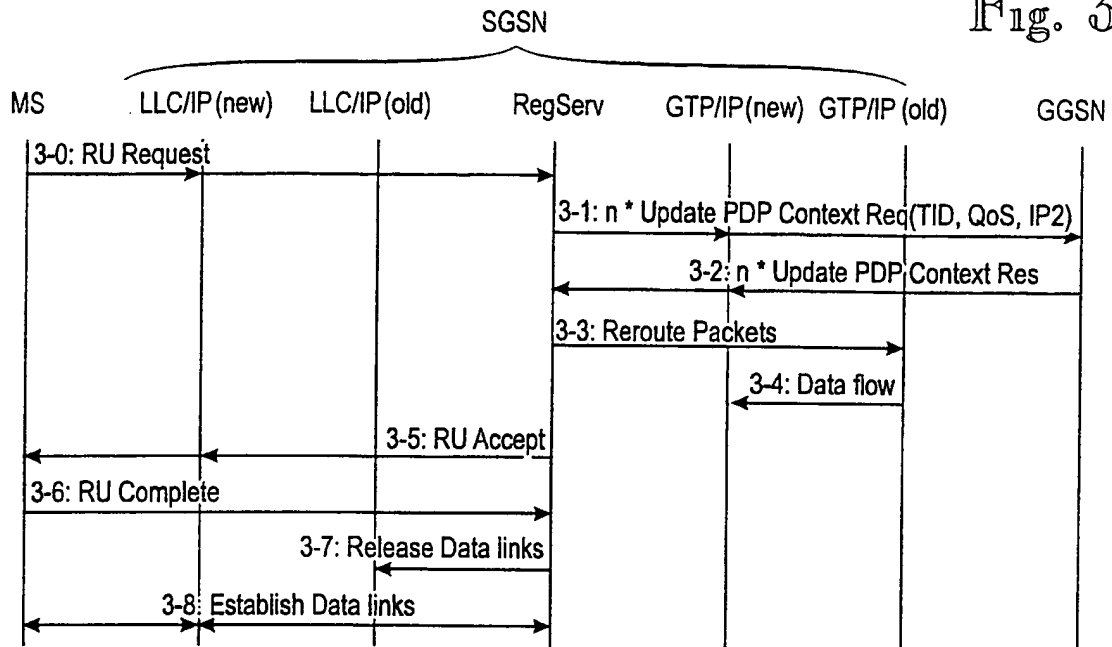 Fig. 3
SGSN
MS LLC/IP (new) LLC/IP (old) RegServ GTP/IP (new) GTP/IP (old) GGSN
3-0: RU Request
3-1: n * Update PDP Context Req (TID, QoS, IP2)
3-2: n * Update PDP Context Res
3-3: Reroute Packets
3-4: Data flow
3-5: RU Accept
3-6: RU Complete
3-7: Release Data links
3-8: Establish Data links